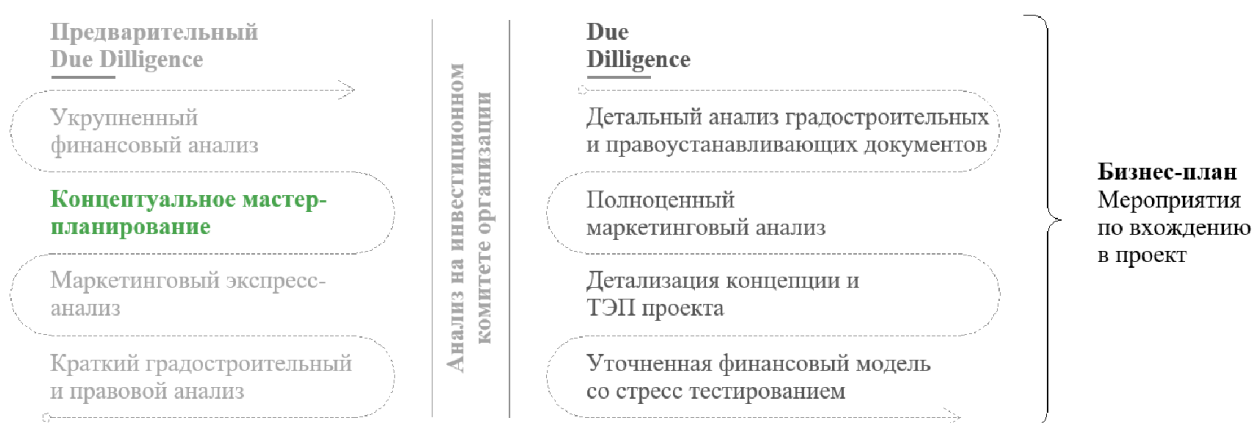 Предварительный
Due Dilligence
Укрупненный
финансовый анализ
Концептуальное мастер-
планирование
Маркетинговый экспресс-
анализ
Краткий градостроительный
и правовой анализ
Анализ на инвестиционном
комитете организации
Due
Dilligence
Детальный анализ градостроительных
и правоустанавливающих документов
Полноценный
маркетинговый анализ
Детализация концепции и
ТЭП проекта
Уточненная финансовый модель
со стресс тестированием
Бизнес-план
Мероприятия
по вхождению
в проект